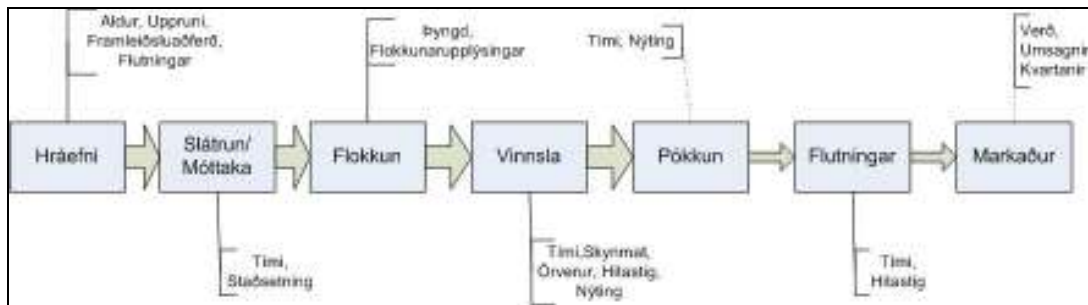 Aldur, Uppruni,
Framleiðsluaðferð,
Flutningar
Þyngd,
Flokkunarupplýsingar
Tími, Nýting
Verð,
Umsagnir
Kvartanir
Hráefni
Slátrun/
Móttaka
Flokkun
Vinnsla
Pökkun
Flutningar
Markaður
Tími,
Staðsetning
Tími,Skynmat,
Örverur, Hitastig,
Nýting
Tími,
Hitastig